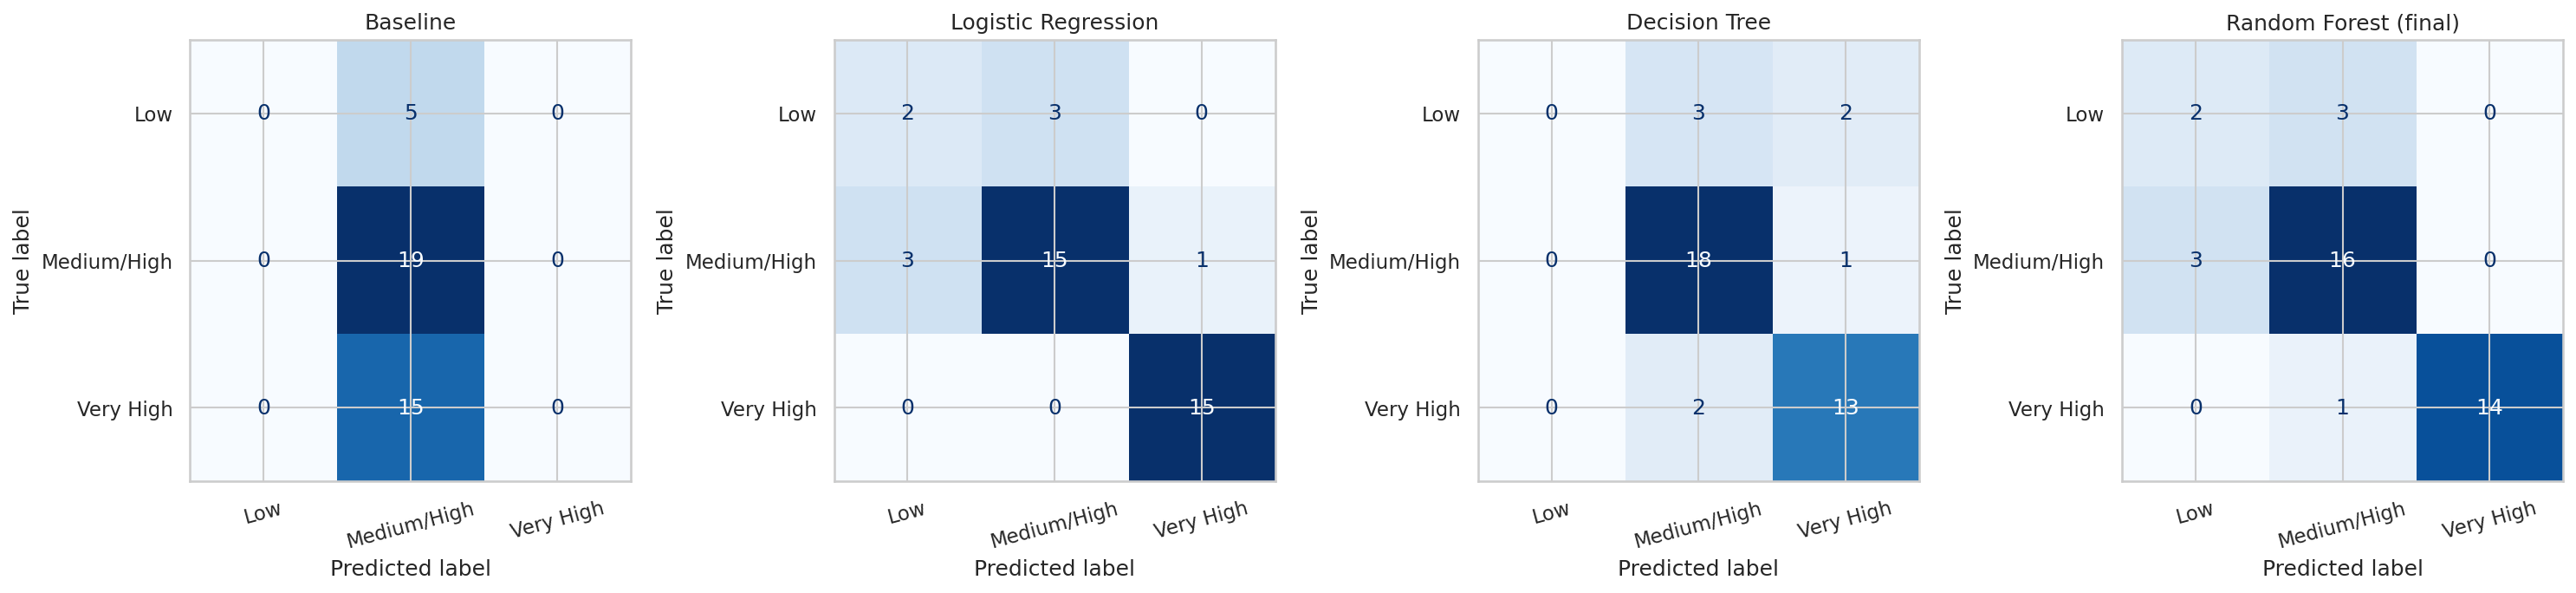 Baseline
True label
Low 0 5 0
Medium/High 0 19 0
Very High 0 15 0
Low Medium/High Very High
Predicted label
Logistic Regression
True label
Low 2 3 0
Medium/High 3 15 1
Very High 0 0 15
Low Medium/High Very High
Predicted label
Decision Tree
True label
Low 0 3 2
Medium/High 0 18 1
Very High 0 2 13
Low Medium/High Very High
Predicted label
Random Forest (final)
True label
Low 2 3 0
Medium/High 3 16 0
Very High 0 1 14
Low Medium/High Very High
Predicted label